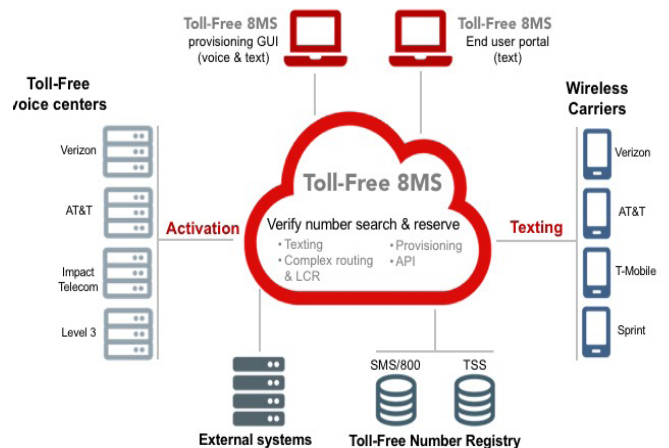 Toll-Free 8MS
provisioning GUI
(voice & text)
Toll-Free 8MS
End user portal
(text)
Toll-Free
voice centers
Verizon
AT&T
Impact
Telecom
Level 3
Activation
Toll-Free 8MS
Verify number search & reserve
• Texting
• Complex routing
& LCR
• Provisioning
• API
Texting
Wireless
Carriers
Verizon
AT&T
T-Mobile
Sprint
External systems
SMS/800
TSS
Toll-Free Number Registry